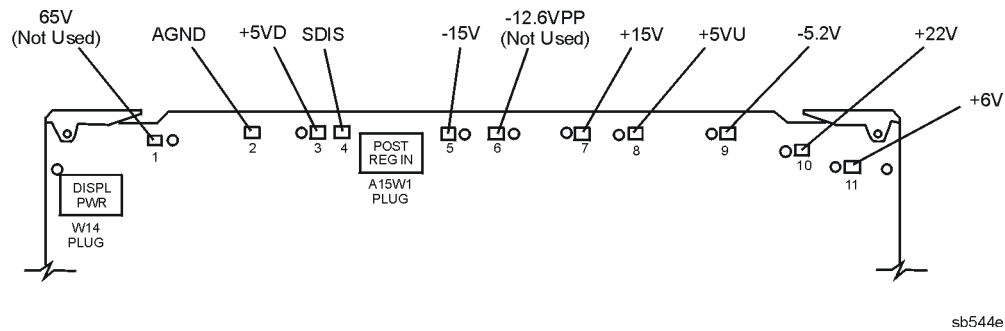 65V
(Not Used)
AGND
+5VD
SDIS
-15V
-12.6VPP
(Not Used)
+15V
+5VU
-5.2V
+22V
+6V
1
2
3
4
5
6
7
8
9
10
11
POST
REG IN
A15W1
PLUG
DISPL
PWR
W14
PLUG
sb544e